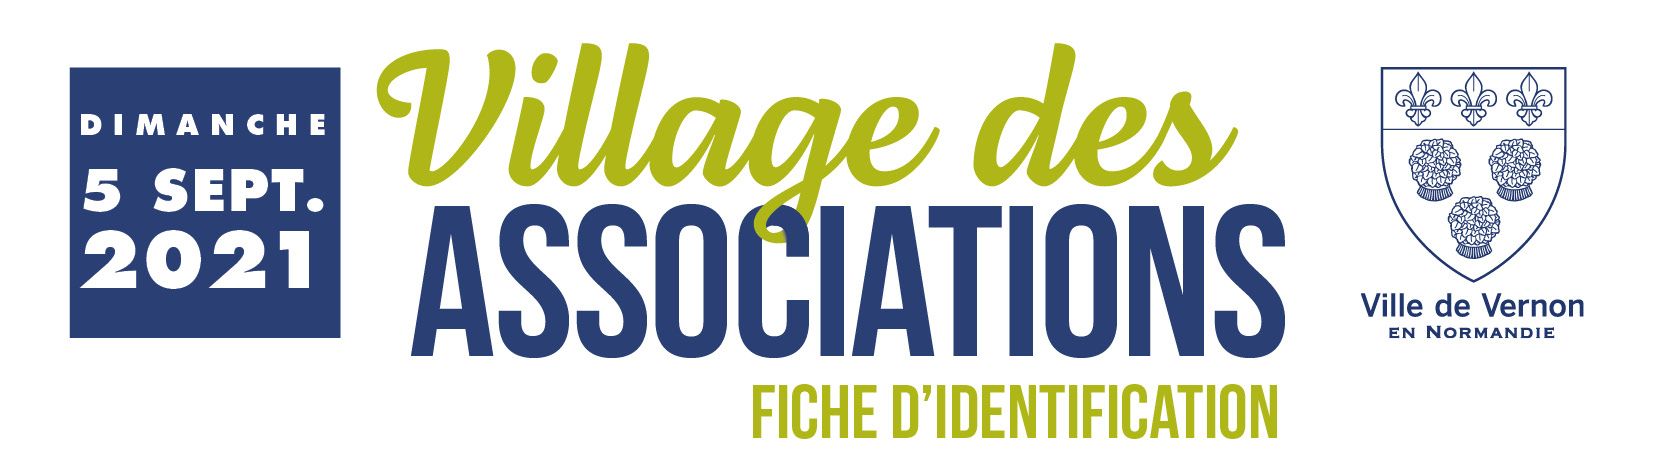 DIMANCHE
5 SEPT.
2021
Village des
ASSOCIATIONS
FICHE D'IDENTIFICATION
Ville de Vernon
EN NORMANDIE